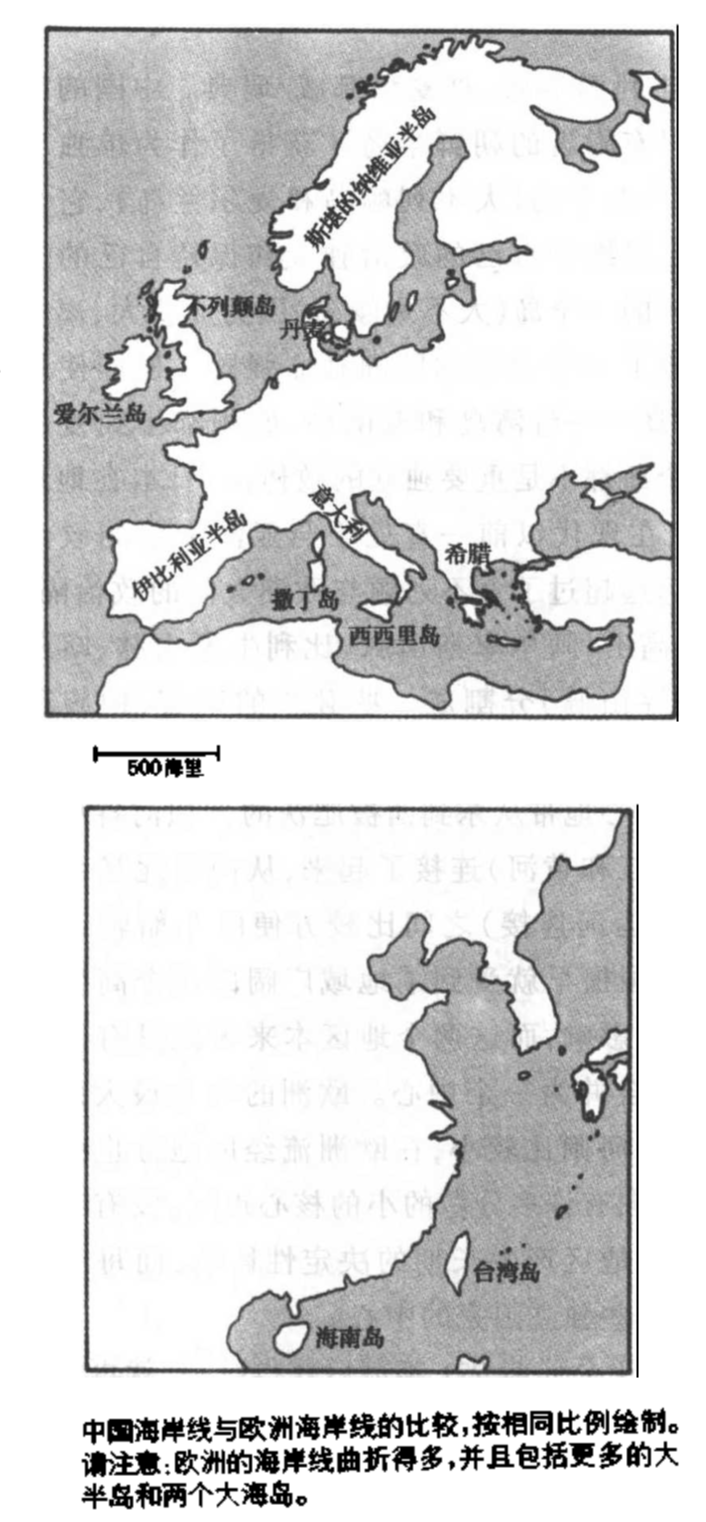 斯堪的纳维亚半岛
不列颠岛
丹麦
爱尔兰岛
意大利
伊比利亚半岛
希腊
撒丁岛
西西里岛
500海里
台湾岛
海南岛
中国海岸线与欧洲海岸线的比较,按相同比例绘制。
请注意:欧洲的海岸线曲折得多,并且包括更多的大
半岛和两个大海岛。